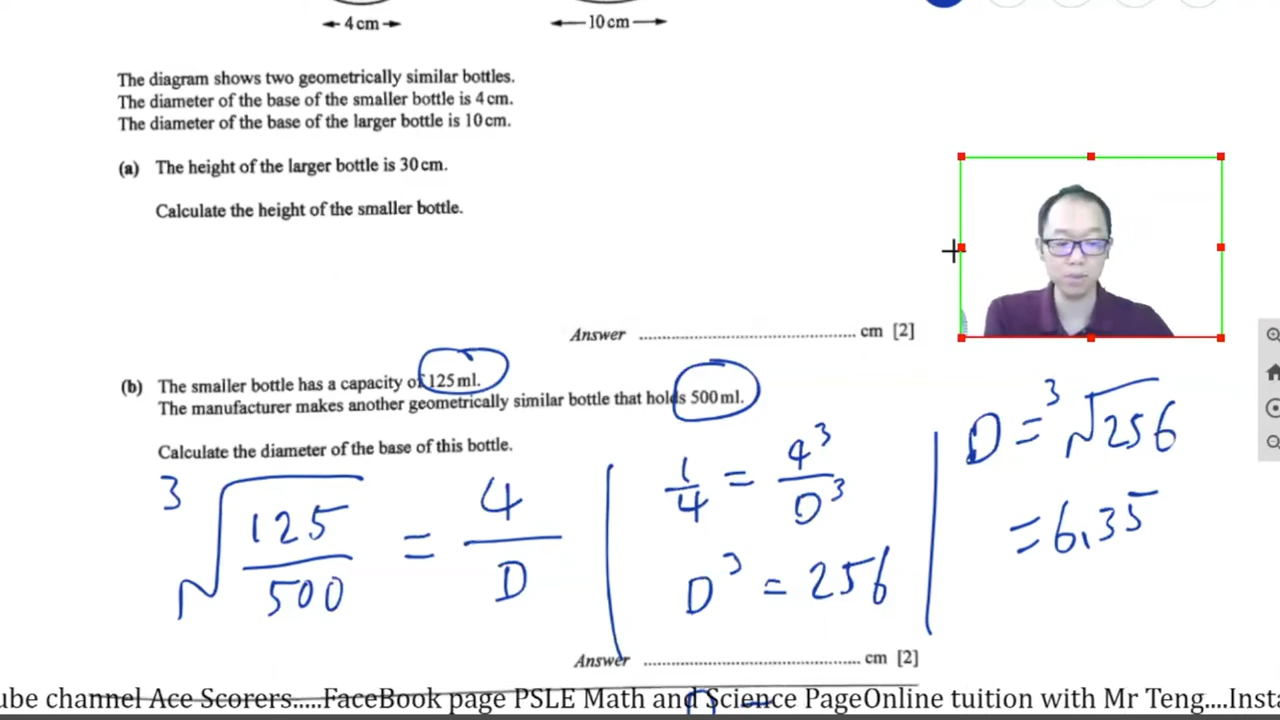 4 cm
10 cm
The diagram shows two geometrically similar bottles.
The diameter of the base of the smaller bottle is 4 cm.
The diameter of the base of the larger bottle is 10 cm.
(a) The height of the larger bottle is 30 cm.
Calculate the height of the smaller bottle.
Answer ................................................ cm [2]
(b) The smaller bottle has a capacity of 125 ml.
The manufacturer makes another geometrically similar bottle that holds 500 ml.
Calculate the diameter of the base of this bottle.
∛(125/500) = 4/D
1/4 = 4³/D³
D³ = 256
D = ∛256
= 6.35
Answer ................................................ cm [2]
ube channel Ace Scorers.....FaceBook page PSLE Math and Science PageOnline tuition with Mr Teng....Insta